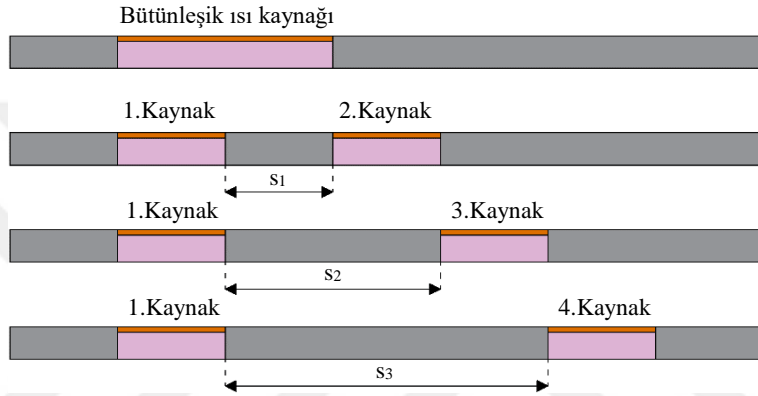 Bütünleşik ısı kaynağı
1.Kaynak 2.Kaynak
s1
1.Kaynak 3.Kaynak
s2
1.Kaynak 4.Kaynak
s3